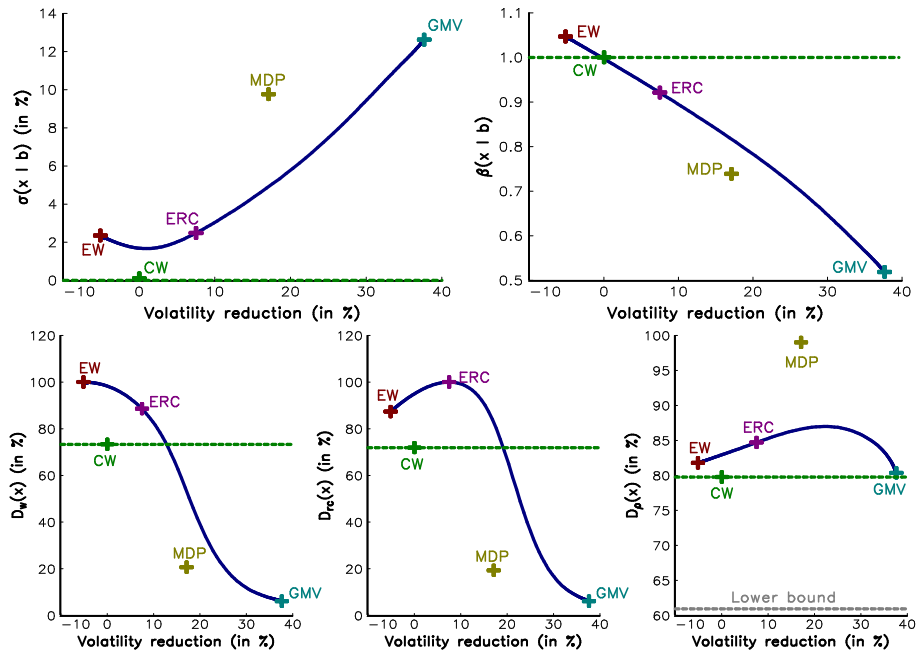 σ(x | b) (in %)
14
12
10
8
6
4
2
0
GMV
MDP
ERC
EW
CW
−10
0
10
20
30
40
Volatility reduction (in %)
β(x | b)
1.1
1.0
0.9
0.8
0.7
0.6
0.5
EW
CW
ERC
MDP
GMV
−10
0
10
20
30
40
Volatility reduction (in %)
D_w(x) (in %)
120
100
80
60
40
20
0
EW
ERC
CW
MDP
GMV
−10
0
10
20
30
40
Volatility reduction (in %)
D_rc(x) (in %)
120
100
80
60
40
20
0
EW
ERC
CW
MDP
GMV
−10
0
10
20
30
40
Volatility reduction (in %)
D_ρ(x) (in %)
100
95
90
85
80
75
70
65
60
MDP
ERC
EW
CW
GMV
Lower bound
−10
0
10
20
30
40
Volatility reduction (in %)